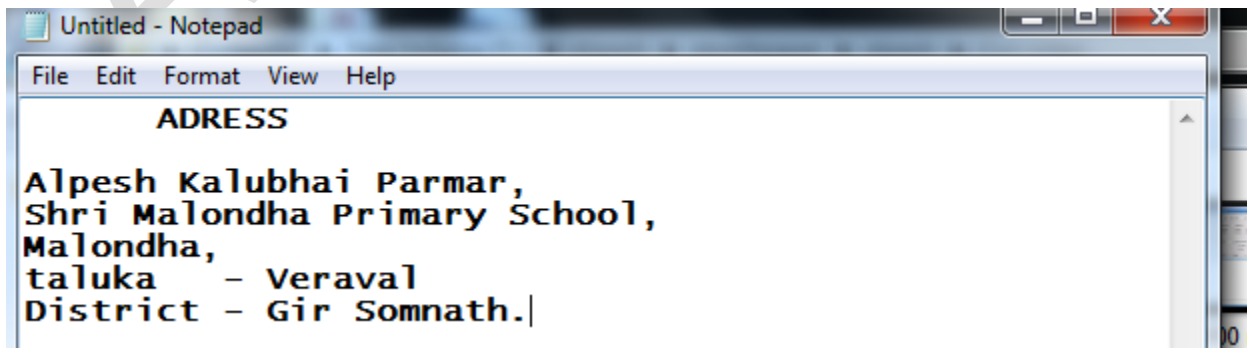 Untitled - Notepad
File Edit Format View Help
ADRESS
Alpesh Kalubhai Parmar,
Shri Malondha Primary School,
Malondha,
taluka - Veraval
District - Gir Somnath.